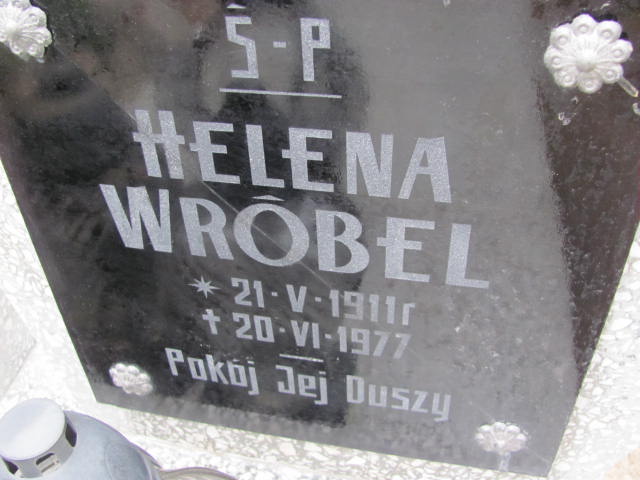 Ś-P
HELENA
WRÓBEL
* 21-V-1911r
† 20-VI-1977
Pokój Jej Duszy